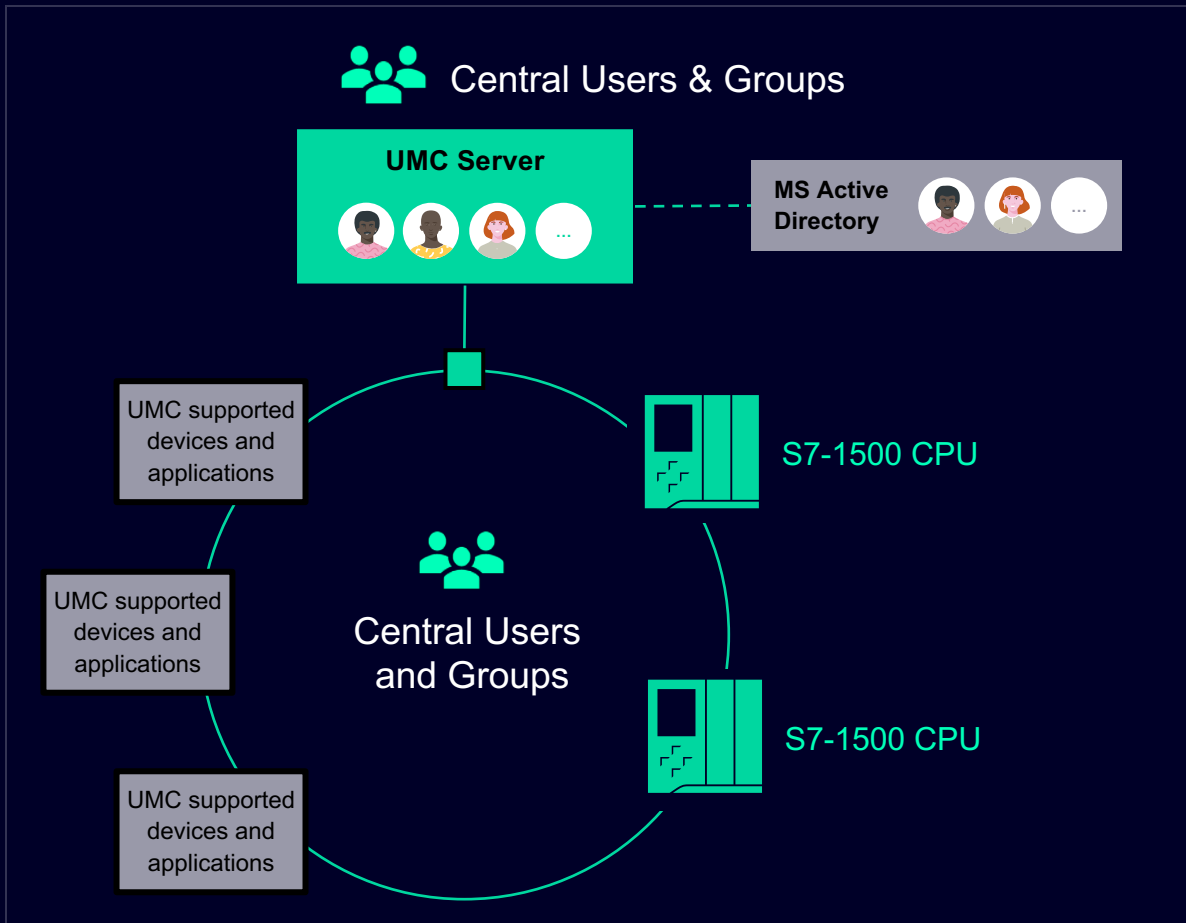 Central Users & Groups
UMC Server
...
MS Active
Directory
...
UMC supported
devices and
applications
S7-1500 CPU
UMC supported
devices and
applications
Central Users
and Groups
S7-1500 CPU
UMC supported
devices and
applications